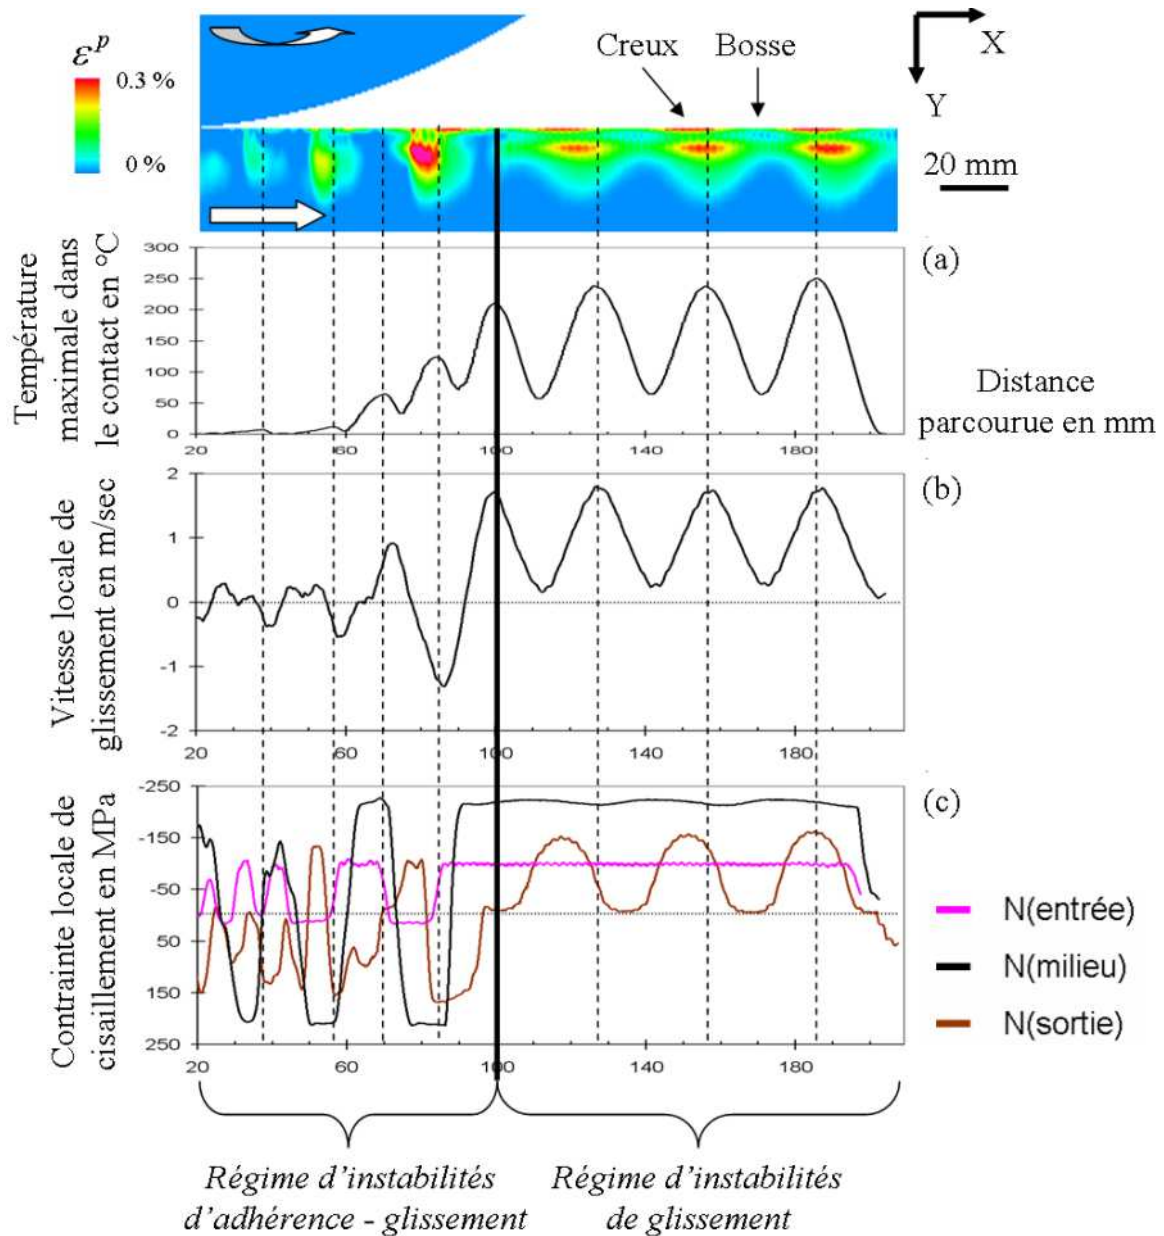 εᵖ
0.3 %
0 %
Creux
Bosse
X
Y
20 mm
(a)
Température
maximale dans
le contact en °C
300
250
200
150
100
50
0
20
60
100
140
180
Distance
parcourue en mm
(b)
Vitesse locale de
glissement en m/sec
2
1
0
-1
-2
20
60
100
140
180
(c)
Contrainte locale de
cisaillement en MPa
-250
-150
-50
50
150
250
20
60
100
140
180
N(entrée)
N(milieu)
N(sortie)
Régime d’instabilités
d’adhérence - glissement
Régime d’instabilités
de glissement